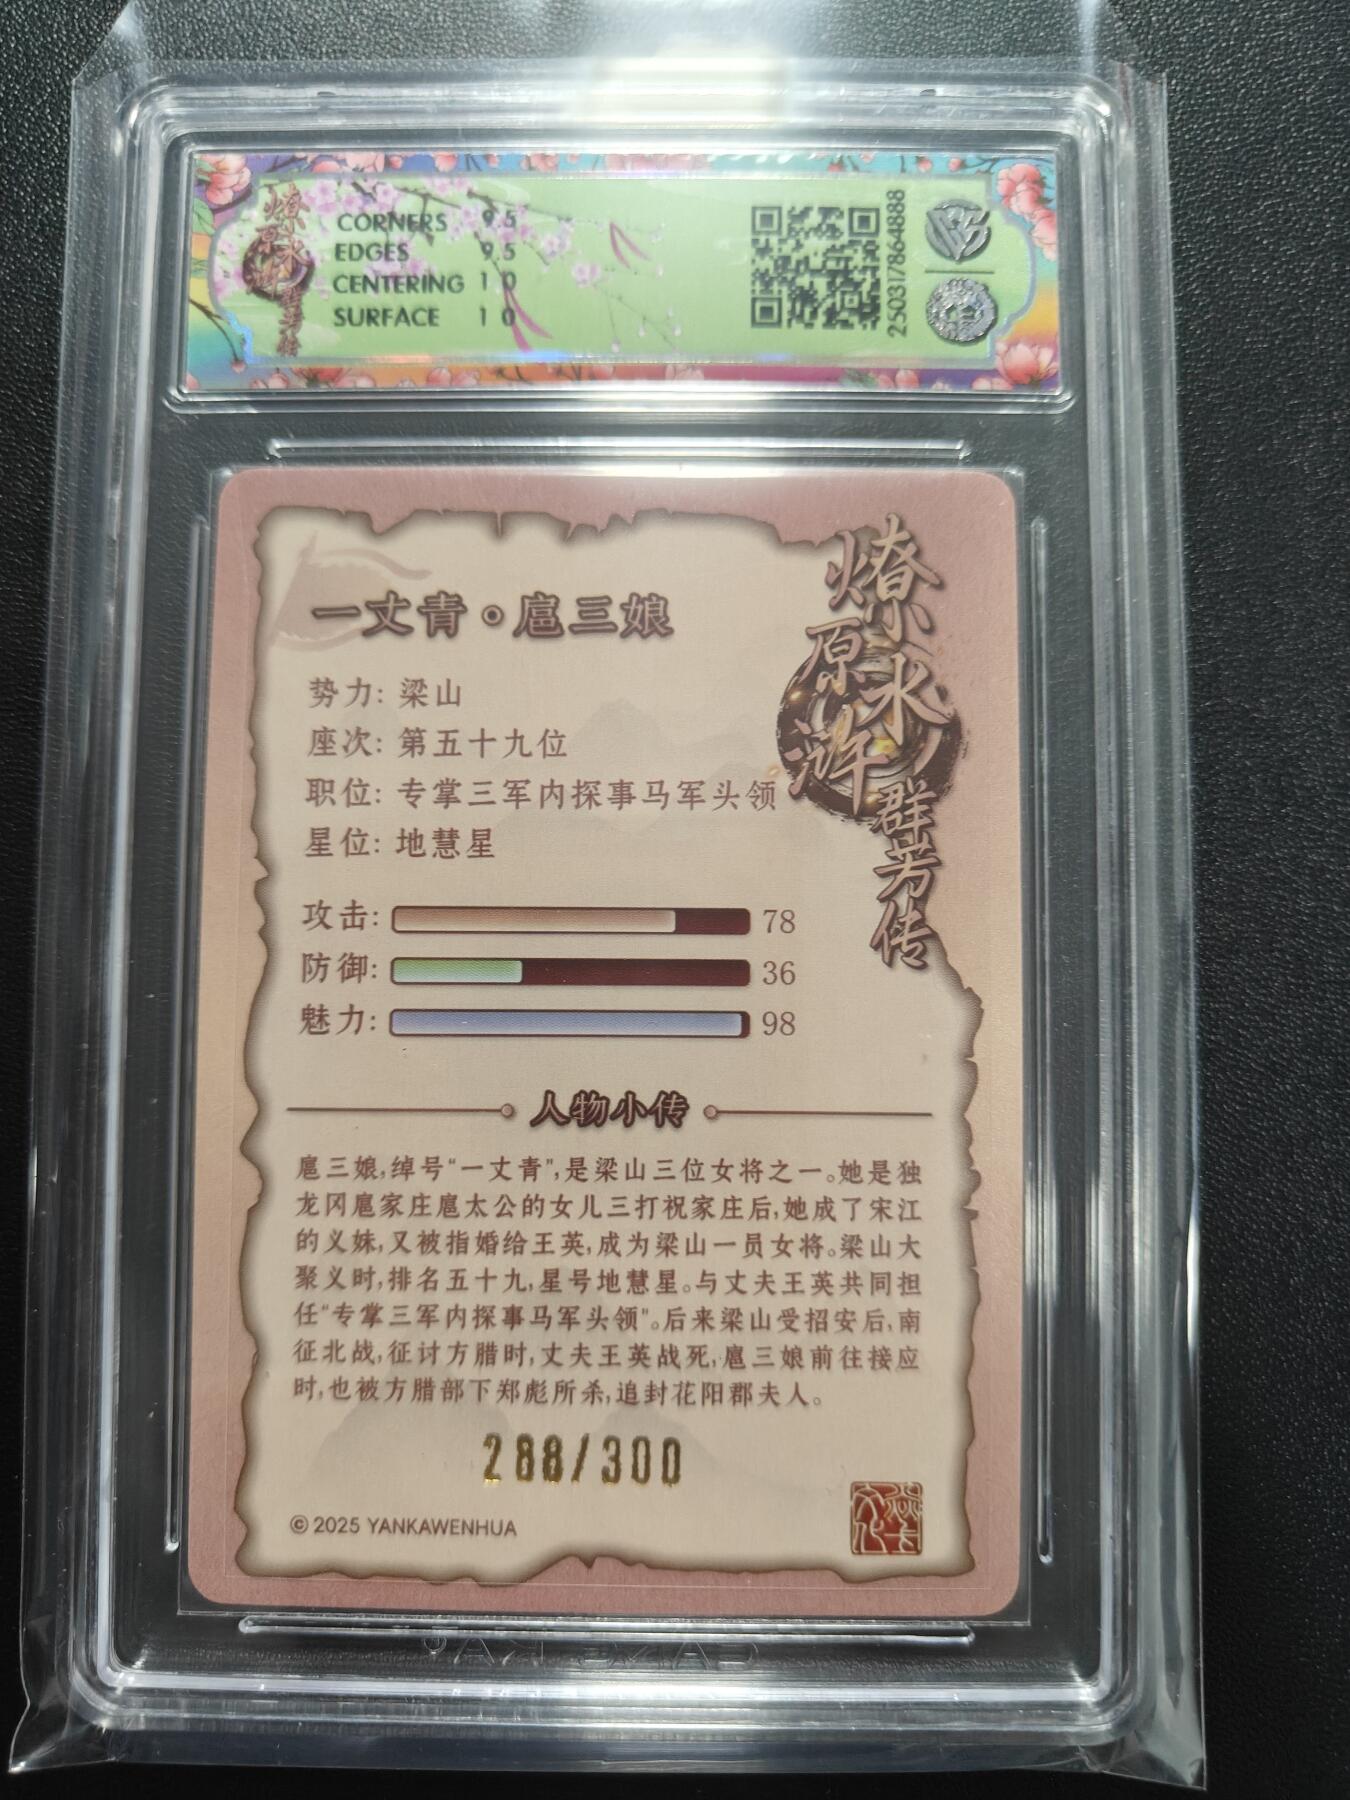 燎原水浒群芳传
CORNERS 9.5
EDGES 9.5
CENTERING 10
SURFACE 10
2503178648​88
燎原水浒
群芳传
一丈青·扈三娘
势力: 梁山
座次: 第五十九位
职位: 专掌三军内探事马军头领
星位: 地慧星
攻击: 78
防御: 36
魅力: 98
人物小传
扈三娘,绰号“一丈青”,是梁山三位女将之一。她是独
龙冈扈家庄扈太公的女儿三打祝家庄后,她成了宋江
的义妹,又被指婚给王英,成为梁山一员女将。梁山大
聚义时,排名五十九,星号地慧星。与丈夫王英共同担
任“专掌三军内探事马军头领”。后来梁山受招安后,南
征北战,征讨方腊时,丈夫王英战死,扈三娘前往接应
时,也被方腊部下郑彪所杀,追封花阳郡夫人。
288/300
© 2025 YANKAWENHUA